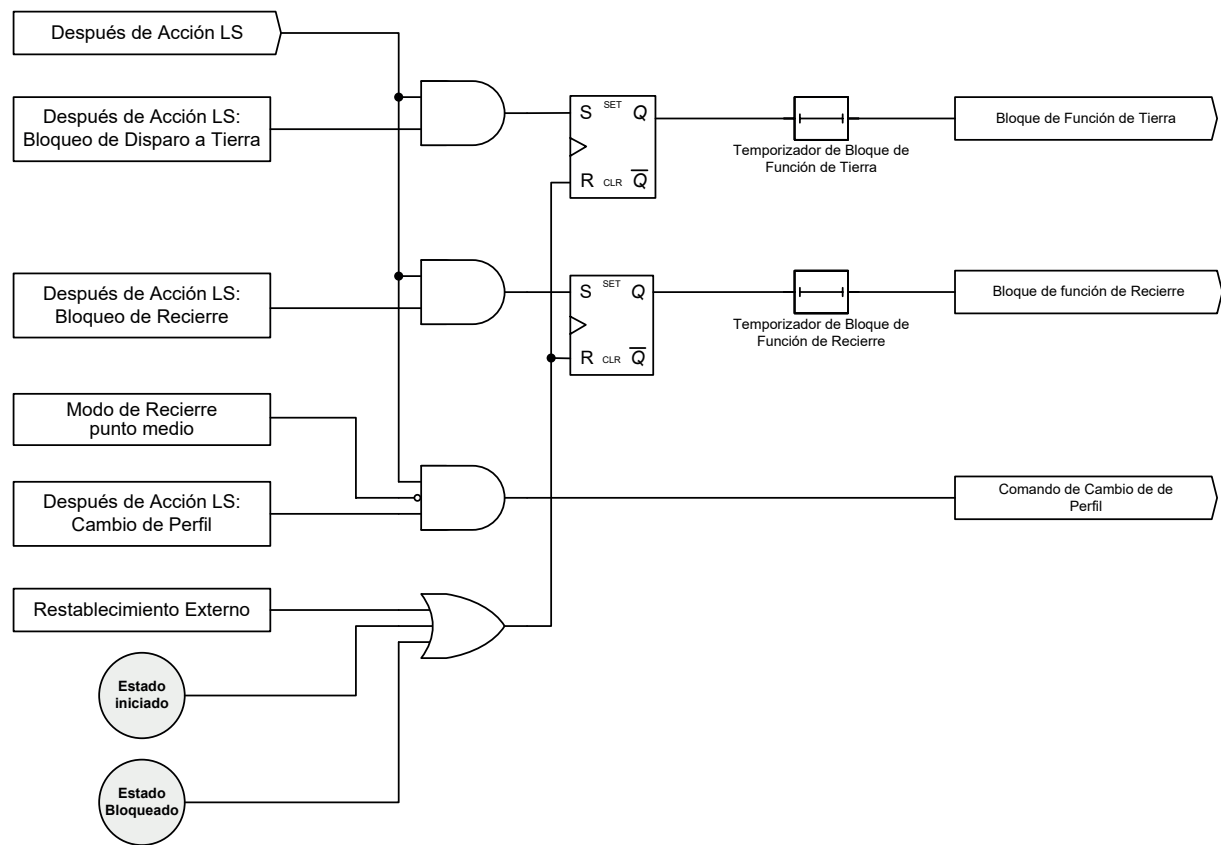 Después de Acción LS
Después de Acción LS:
Bloqueo de Disparo a Tierra
S SET Q
R CLR Q
Temporizador de Bloque de
Función de Tierra
Bloque de Función de Tierra
Después de Acción LS:
Bloqueo de Recierre
S SET Q
R CLR Q
Temporizador de Bloque de
Función de Recierre
Bloque de función de Recierre
Modo de Recierre
punto medio
Después de Acción LS:
Cambio de Perfil
Comando de Cambio de de
Perfil
Restablecimiento Externo
Estado
iniciado
Estado
Bloqueado